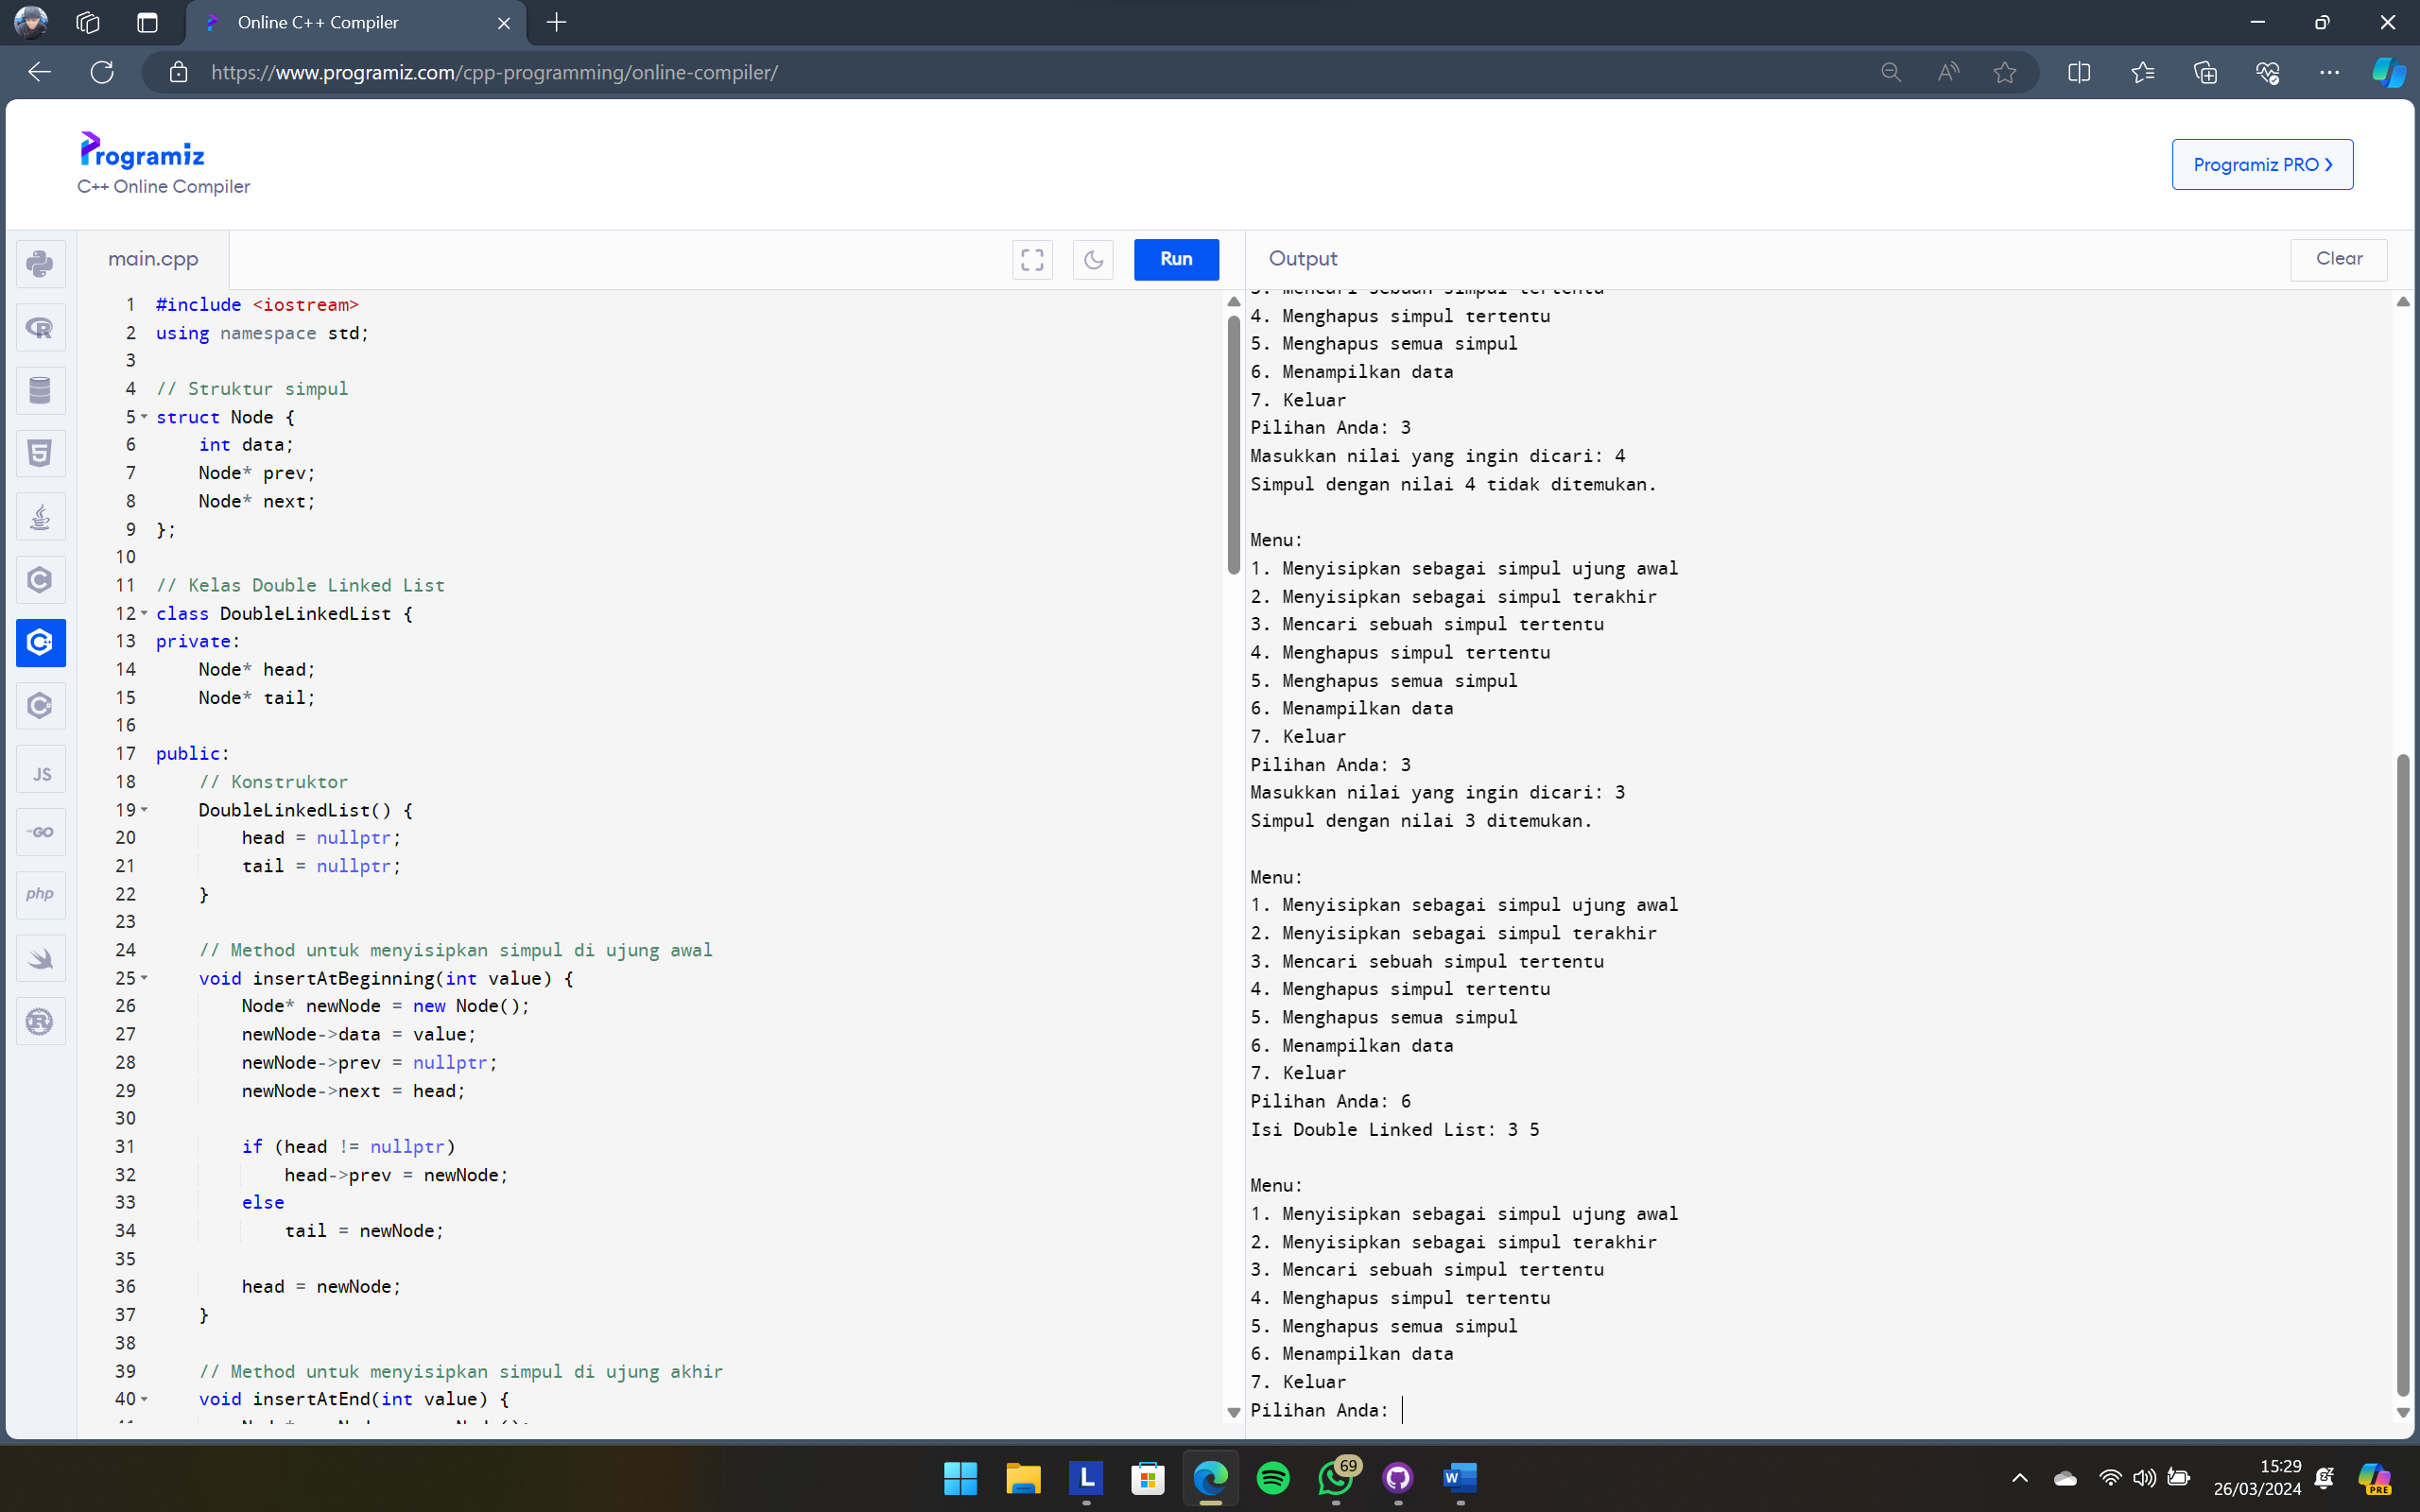 Online C++ Compiler
https://www.programiz.com/cpp-programming/online-compiler/
Programiz
C++ Online Compiler
Programiz PRO
main.cpp
Run
Output
Clear
JS
GO
php
1 #include <iostream>
2 using namespace std;
3
4 // Struktur simpul
5 struct Node {
6 int data;
7 Node* prev;
8 Node* next;
9 };
10
11 // Kelas Double Linked List
12 class DoubleLinkedList {
13 private:
14 Node* head;
15 Node* tail;
16
17 public:
18 // Konstruktor
19 DoubleLinkedList() {
20 head = nullptr;
21 tail = nullptr;
22 }
23
24 // Method untuk menyisipkan simpul di ujung awal
25 void insertAtBeginning(int value) {
26 Node* newNode = new Node();
27 newNode->data = value;
28 newNode->prev = nullptr;
29 newNode->next = head;
30
31 if (head != nullptr)
32 head->prev = newNode;
33 else
34 tail = newNode;
35
36 head = newNode;
37 }
38
39 // Method untuk menyisipkan simpul di ujung akhir
40 void insertAtEnd(int value) {
3. Mencari sebuah simpul tertentu
4. Menghapus simpul tertentu
5. Menghapus semua simpul
6. Menampilkan data
7. Keluar
Pilihan Anda: 3
Masukkan nilai yang ingin dicari: 4
Simpul dengan nilai 4 tidak ditemukan.
Menu:
1. Menyisipkan sebagai simpul ujung awal
2. Menyisipkan sebagai simpul terakhir
3. Mencari sebuah simpul tertentu
4. Menghapus simpul tertentu
5. Menghapus semua simpul
6. Menampilkan data
7. Keluar
Pilihan Anda: 3
Masukkan nilai yang ingin dicari: 3
Simpul dengan nilai 3 ditemukan.
Menu:
1. Menyisipkan sebagai simpul ujung awal
2. Menyisipkan sebagai simpul terakhir
3. Mencari sebuah simpul tertentu
4. Menghapus simpul tertentu
5. Menghapus semua simpul
6. Menampilkan data
7. Keluar
Pilihan Anda: 6
Isi Double Linked List: 3 5
Menu:
1. Menyisipkan sebagai simpul ujung awal
2. Menyisipkan sebagai simpul terakhir
3. Mencari sebuah simpul tertentu
4. Menghapus simpul tertentu
5. Menghapus semua simpul
6. Menampilkan data
7. Keluar
Pilihan Anda:
69
15:29
26/03/2024
PRE